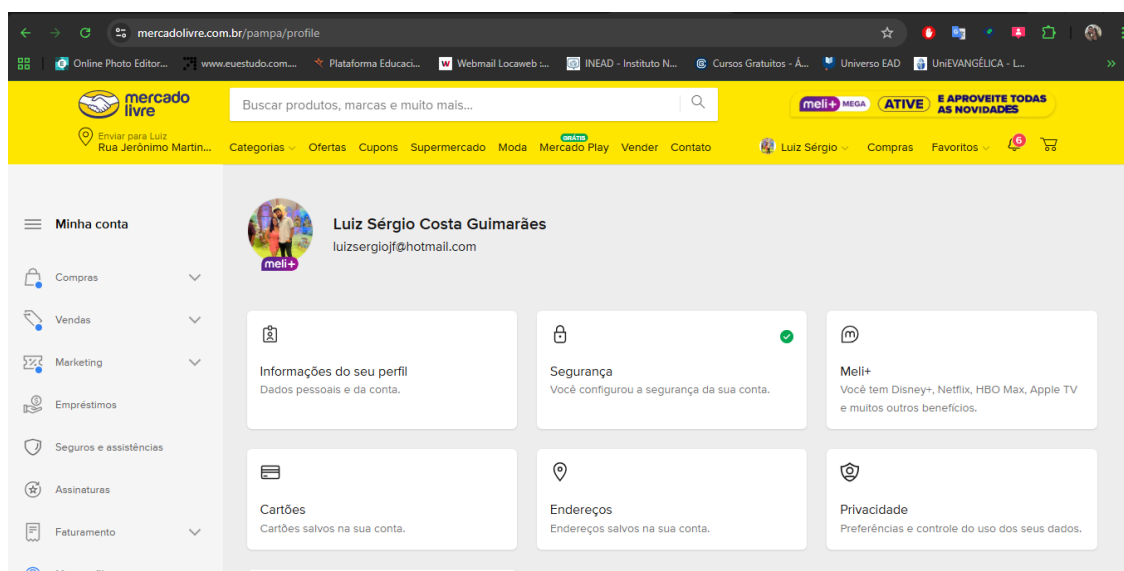 mercadolivre.com.br/pampa/profile
Online Photo Editor...
www.euestudo.com....
Plataforma Educaci...
Webmail Locaweb :...
INEAD - Instituto N...
Cursos Gratuitos - Á...
Universo EAD
UniEVANGÉLICA - L...
mercado
livre
Buscar produtos, marcas e muito mais...
meli+ MEGA ATIVE E APROVEITE TODAS
AS NOVIDADES
Enviar para Luiz
Rua Jerônimo Martin...
Categorias
Ofertas
Cupons
Supermercado
Moda
GRÁTIS
Mercado Play
Vender
Contato
Luiz Sérgio
Compras
Favoritos
6
Minha conta
Compras
Vendas
Marketing
Empréstimos
Seguros e assistências
Assinaturas
Faturamento
meli+
Luiz Sérgio Costa Guimarães
luizsergiojf@hotmail.com
Informações do seu perfil
Dados pessoais e da conta.
Segurança
Você configurou a segurança da sua conta.
Meli+
Você tem Disney+, Netflix, HBO Max, Apple TV
e muitos outros benefícios.
Cartões
Cartões salvos na sua conta.
Endereços
Endereços salvos na sua conta.
Privacidade
Preferências e controle do uso dos seus dados.